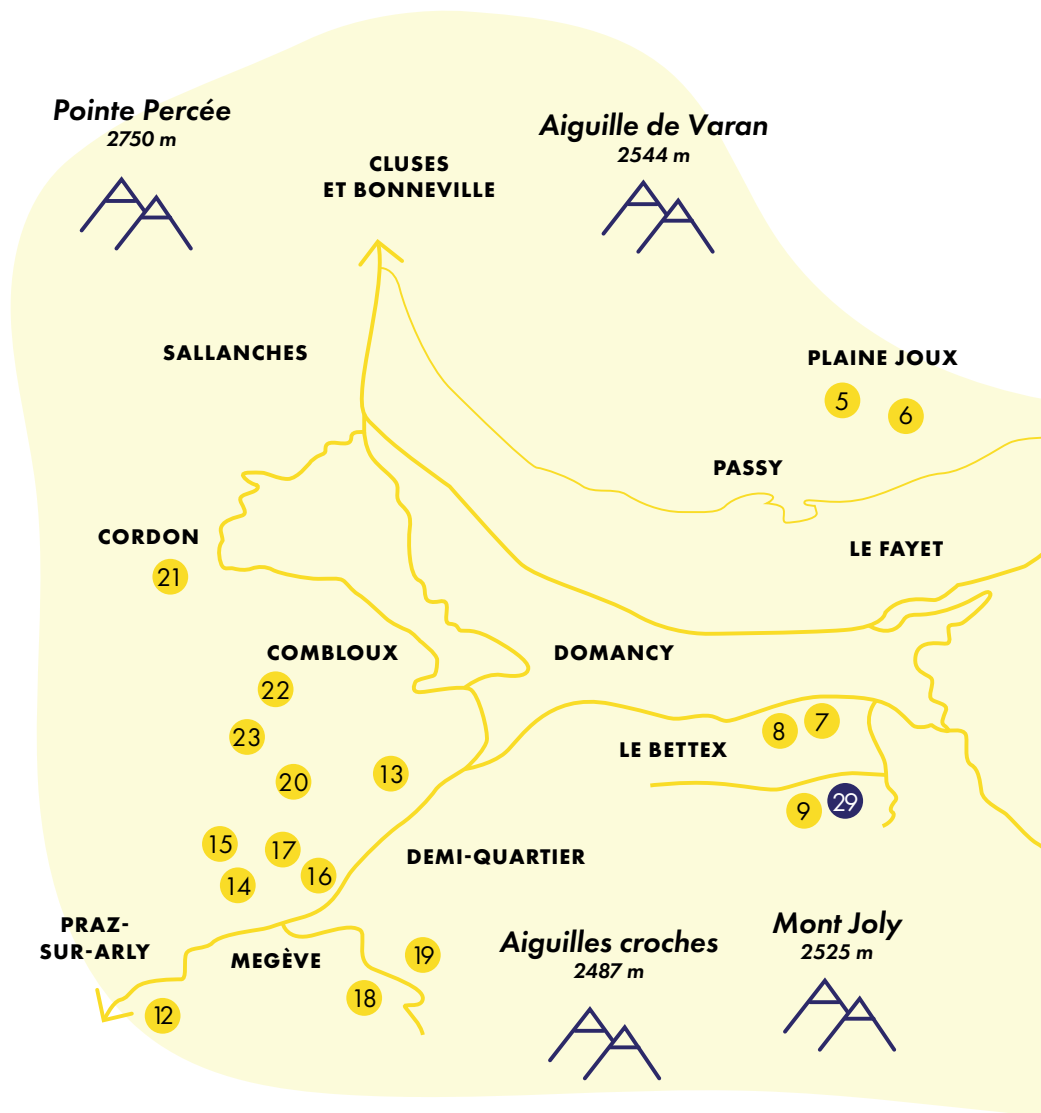 Pointe Percée
2750 m
Aiguille de Varan
2544 m
CLUSES
ET BONNEVILLE
SALLANCHES
PLAINE JOUX
5
6
PASSY
CORDON
21
LE FAYET
COMBLOUX
DOMANCY
22
23
20
13
LE BETTEX
8
7
9
29
15
17
14
16
DEMI-QUARTIER
PRAZ-
SUR-ARLY
MEGÈVE
19
18
12
Aiguilles croches
2487 m
Mont Joly
2525 m